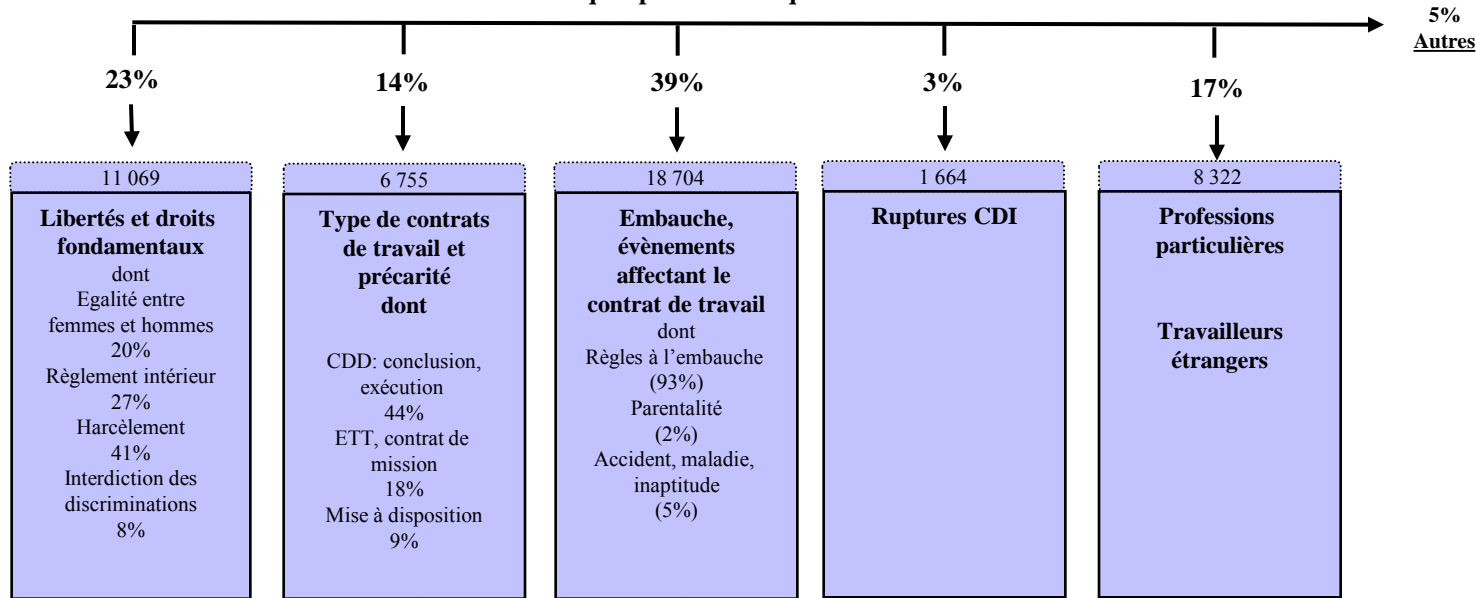 5%
Autres
23%
14%
39%
3%
17%
11 069
Libertés et droits
fondamentaux
dont
Egalité entre
femmes et hommes
20%
Règlement intérieur
27%
Harcèlement
41%
Interdiction des
discriminations
8%
6 755
Type de contrats
de travail et
précarité
dont
CDD: conclusion,
exécution
44%
ETT, contrat de
mission
18%
Mise à disposition
9%
18 704
Embauche,
évènements
affectant le
contrat de travail
dont
Règles à l’embauche
(93%)
Parentalité
(2%)
Accident, maladie,
inaptitude
(5%)
1 664
Ruptures CDI
8 322
Professions
particulières
Travailleurs
étrangers